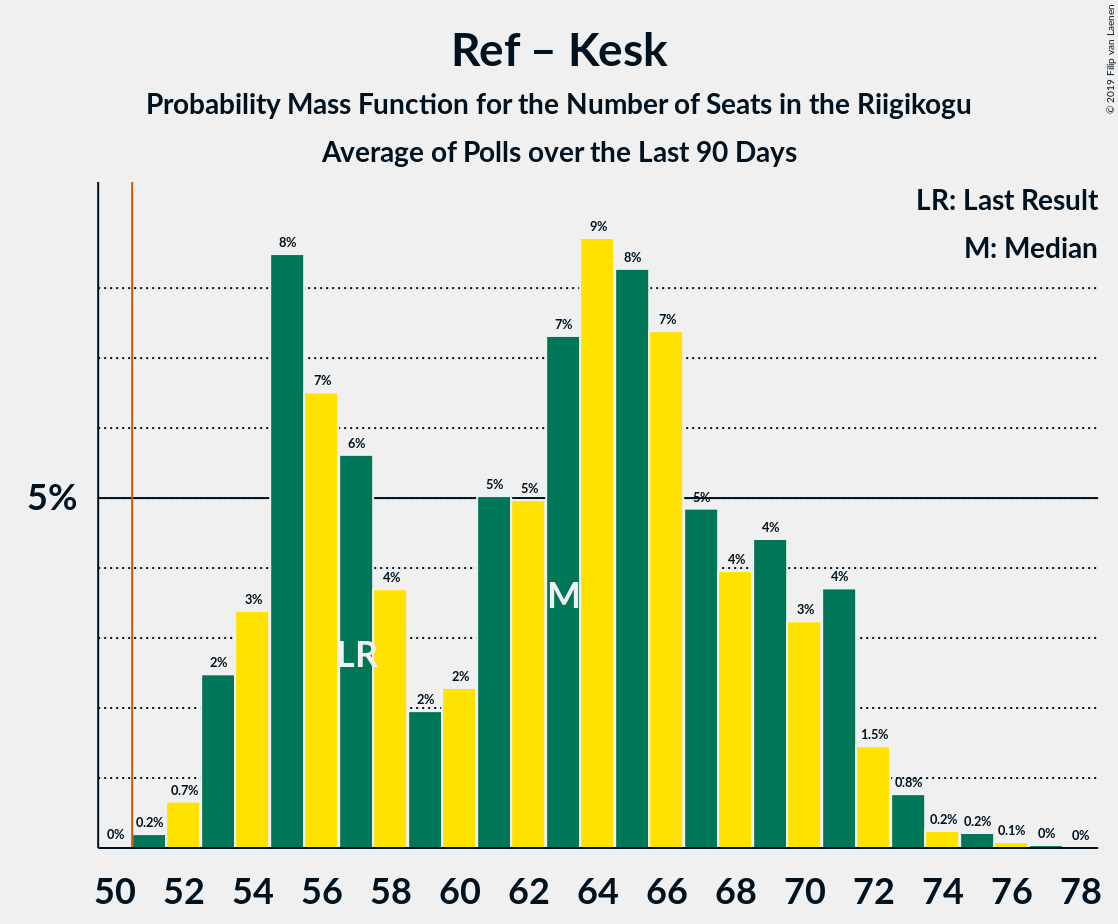 Ref – Kesk
Probability Mass Function for the Number of Seats in the Riigikogu
Average of Polls over the Last 90 Days
© 2019 Filip van Laenen
LR: Last Result
M: Median
5%
0% 0.2% 0.7% 2% 3% 8% 7% 6% 4% 2% 2% 5% 5% 7% 9% 8% 7% 5% 4% 4% 3% 4% 1.5% 0.8% 0.2% 0.2% 0.1% 0% 0%
LR
M
50 52 54 56 58 60 62 64 66 68 70 72 74 76 78